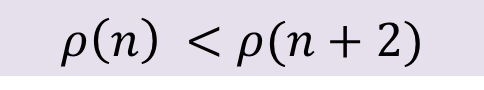 𝜌(𝑛) < 𝜌(𝑛 + 2)